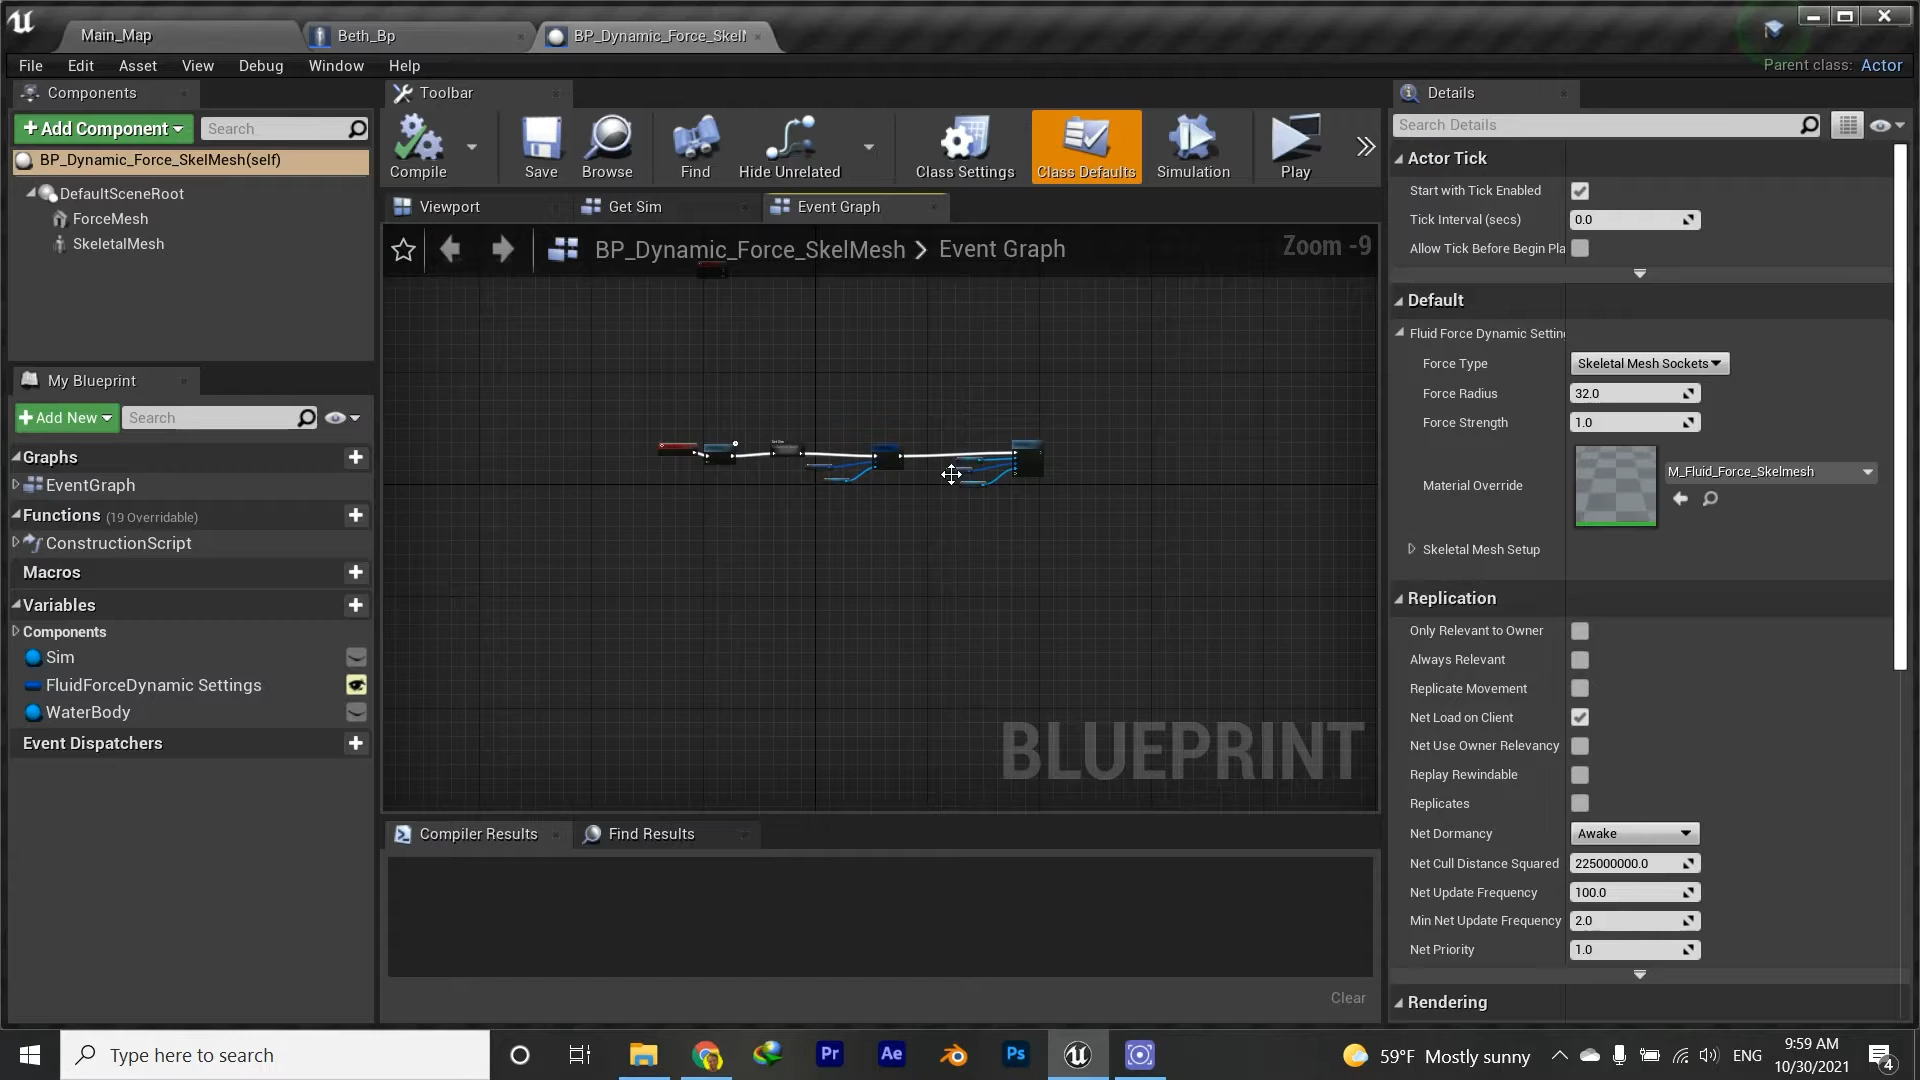 Main_Map
Beth_Bp
BP_Dynamic_Force_Skel
File Edit Asset View Debug Window Help
Parent class: Actor
Components
Add Component
Search
BP_Dynamic_Force_SkelMesh(self)
DefaultSceneRoot
ForceMesh
SkeletalMesh
My Blueprint
Add New
Search
Graphs
EventGraph
Functions (19 Overridable)
ConstructionScript
Macros
Variables
Components
Sim
FluidForceDynamic Settings
WaterBody
Event Dispatchers
Toolbar
Compile
Save
Browse
Find
Hide Unrelated
Class Settings
Class Defaults
Simulation
Play
Viewport
Get Sim
Event Graph
BP_Dynamic_Force_SkelMesh > Event Graph
Zoom -9
BLUEPRINT
Compiler Results
Find Results
Clear
Details
Search Details
Actor Tick
Start with Tick Enabled
Tick Interval (secs) 0.0
Allow Tick Before Begin Pla
Default
Fluid Force Dynamic Settin
Force Type Skeletal Mesh Sockets
Force Radius 32.0
Force Strength 1.0
Material Override M_Fluid_Force_Skelmesh
Skeletal Mesh Setup
Replication
Only Relevant to Owner
Always Relevant
Replicate Movement
Net Load on Client
Net Use Owner Relevancy
Replay Rewindable
Replicates
Net Dormancy Awake
Net Cull Distance Squared 225000000.0
Net Update Frequency 100.0
Min Net Update Frequency 2.0
Net Priority 1.0
Rendering
Type here to search
Pr
Ae
Ps
59°F Mostly sunny
ENG
9:59 AM
10/30/2021
4